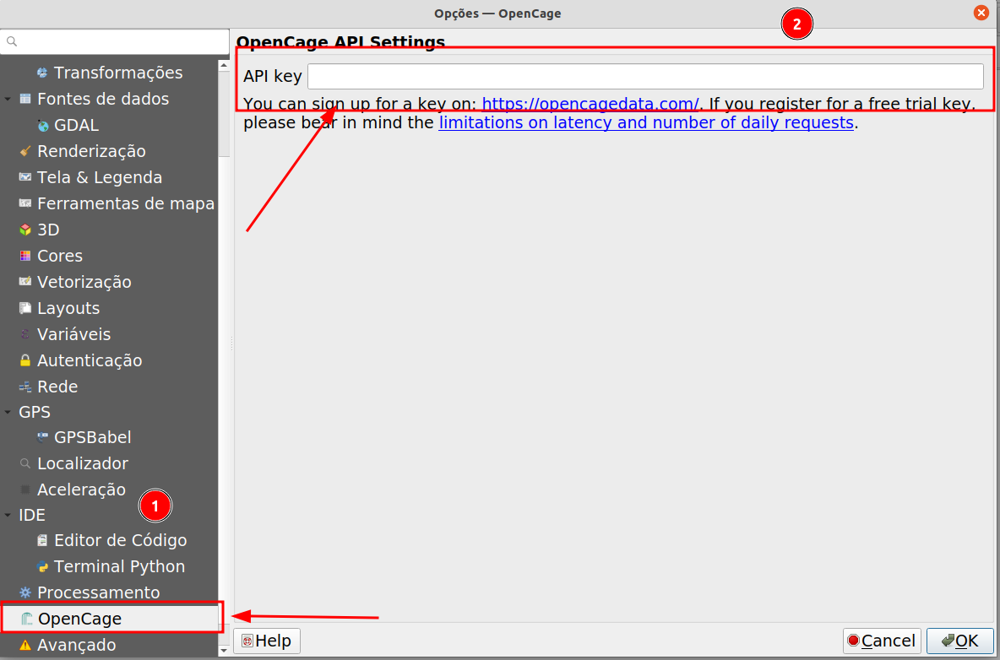 Opções — OpenCage
2
OpenCage API Settings
API key
You can sign up for a key on: https://opencagedata.com/. If you register for a free trial key,
please bear in mind the limitations on latency and number of daily requests.
Transformações
Fontes de dados
GDAL
Renderização
Tela & Legenda
Ferramentas de mapa
3D
Cores
Vetorização
Layouts
Variáveis
Autenticação
Rede
GPS
GPSBabel
Localizador
Aceleração
1
IDE
Editor de Código
Terminal Python
Processamento
OpenCage
Avançado
Help
Cancel
OK